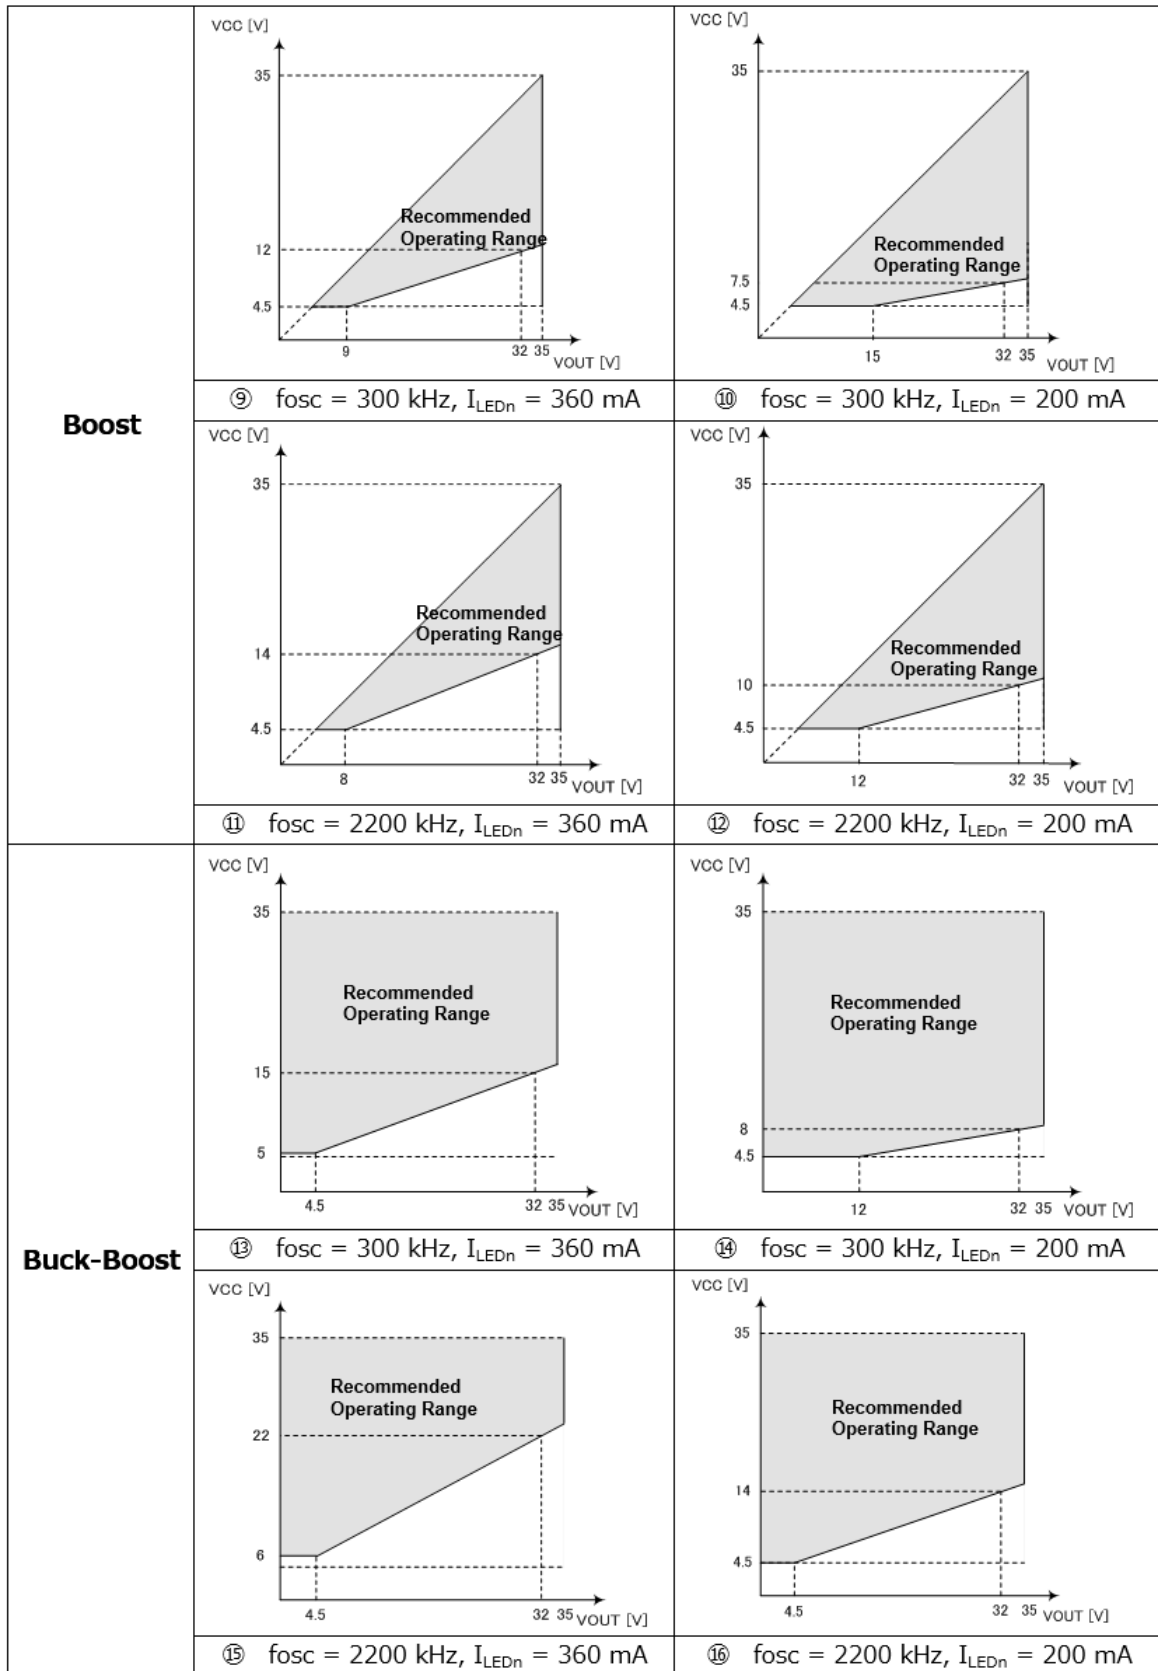 Boost
VCC [V]
35
Recommended
Operating Range
12
4.5
9
32 35
VOUT [V]
⑨ fosc = 300 kHz, ILEDn = 360 mA
VCC [V]
35
Recommended
Operating Range
7.5
4.5
15
32 35
VOUT [V]
⑩ fosc = 300 kHz, ILEDn = 200 mA
VCC [V]
35
Recommended
Operating Range
14
4.5
8
32 35
VOUT [V]
⑪ fosc = 2200 kHz, ILEDn = 360 mA
VCC [V]
35
Recommended
Operating Range
10
4.5
12
32 35
VOUT [V]
⑫ fosc = 2200 kHz, ILEDn = 200 mA
Buck-Boost
VCC [V]
35
Recommended
Operating Range
15
5
4.5
32 35 VOUT [V]
⑬ fosc = 300 kHz, ILEDn = 360 mA
VCC [V]
35
Recommended
Operating Range
8
4.5
12
32 35 VOUT [V]
⑭ fosc = 300 kHz, ILEDn = 200 mA
VCC [V]
35
Recommended
Operating Range
22
6
4.5
32 35 VOUT [V]
⑮ fosc = 2200 kHz, ILEDn = 360 mA
VCC [V]
35
Recommended
Operating Range
14
4.5
4.5
32 35 VOUT [V]
⑯ fosc = 2200 kHz, ILEDn = 200 mA